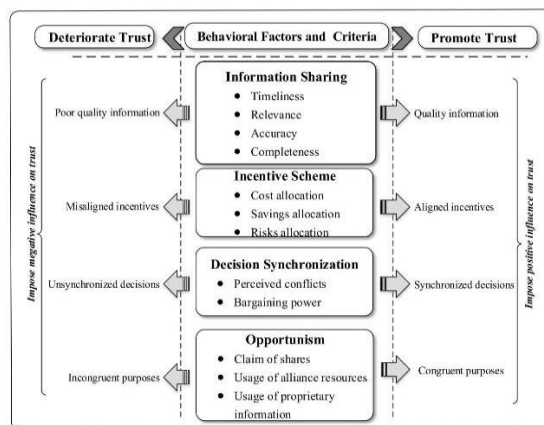 Deteriorate Trust
Behavioral Factors and Criteria
Promote Trust
Information Sharing
• Timeliness
• Relevance
• Accuracy
• Completeness
Poor quality information
Quality information
Incentive Scheme
• Cost allocation
• Savings allocation
• Risks allocation
Misaligned incentives
Aligned incentives
Decision Synchronization
• Perceived conflicts
• Bargaining power
Unsynchronized decisions
Synchronized decisions
Opportunism
• Claim of shares
• Usage of alliance resources
• Usage of proprietary
information
Incongruent purposes
Congruent purposes
Impose negative influence on trust
Impose positive influence on trust